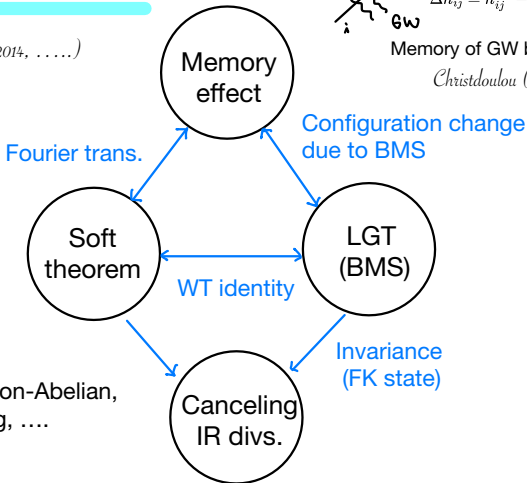 2014, .....)
i
GW
Memory of GW b
Christdoulou (
Memory
effect
Configuration change
due to BMS
Fourier trans.
Soft
theorem
LGT
(BMS)
WT identity
Invariance
(FK state)
on-Abelian,
g, ....
Canceling
IR divs.